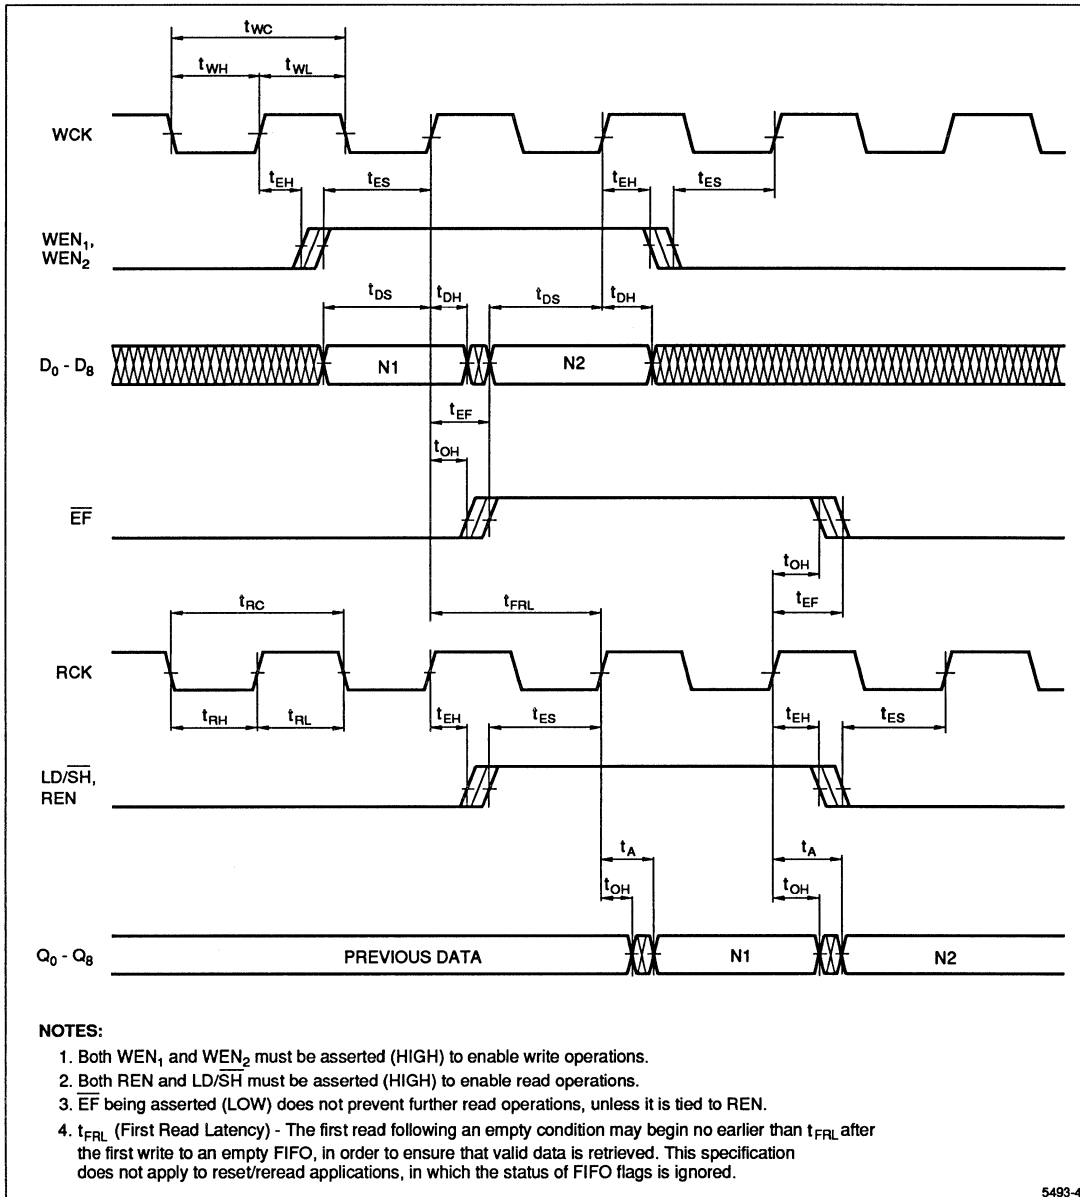 tWC
tWH tWL
WCK
tEH tES tEH tES
WEN1,
WEN2
tDS tDH tDS tDH
D0 - D8 N1 N2
tEF
tOH
EF
tOH
tRC tFRL tEF
RCK
tRH tRL tEH tES tEH tES
LD/SH,
REN
tA tA
tOH tOH
Q0 - Q8 PREVIOUS DATA N1 N2
NOTES:
1. Both WEN1 and WEN2 must be asserted (HIGH) to enable write operations.
2. Both REN and LD/SH must be asserted (HIGH) to enable read operations.
3. EF being asserted (LOW) does not prevent further read operations, unless it is tied to REN.
4. tFRL (First Read Latency) - The first read following an empty condition may begin no earlier than tFRL after
the first write to an empty FIFO, in order to ensure that valid data is retrieved. This specification
does not apply to reset/reread applications, in which the status of FIFO flags is ignored.
5493-4